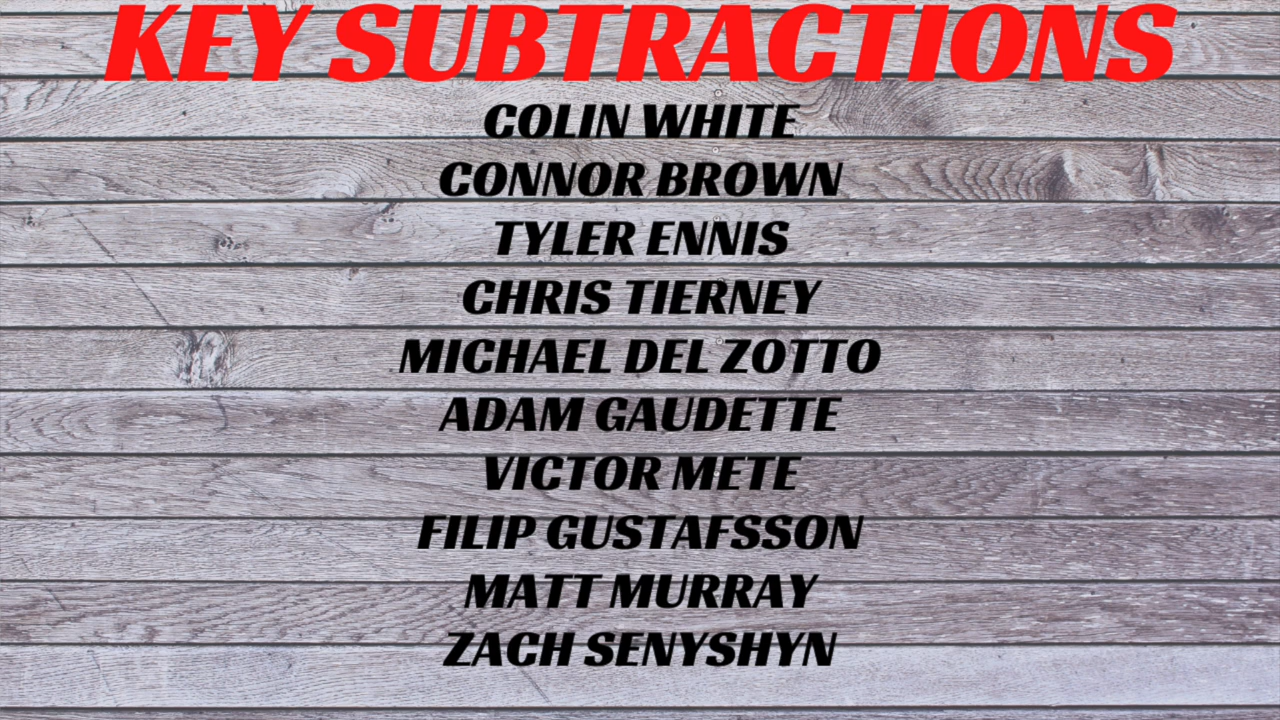 KEY SUBTRACTIONS
COLIN WHITE
CONNOR BROWN
TYLER ENNIS
CHRIS TIERNEY
MICHAEL DEL ZOTTO
ADAM GAUDETTE
VICTOR METE
FILIP GUSTAFSSON
MATT MURRAY
ZACH SENYSHYN